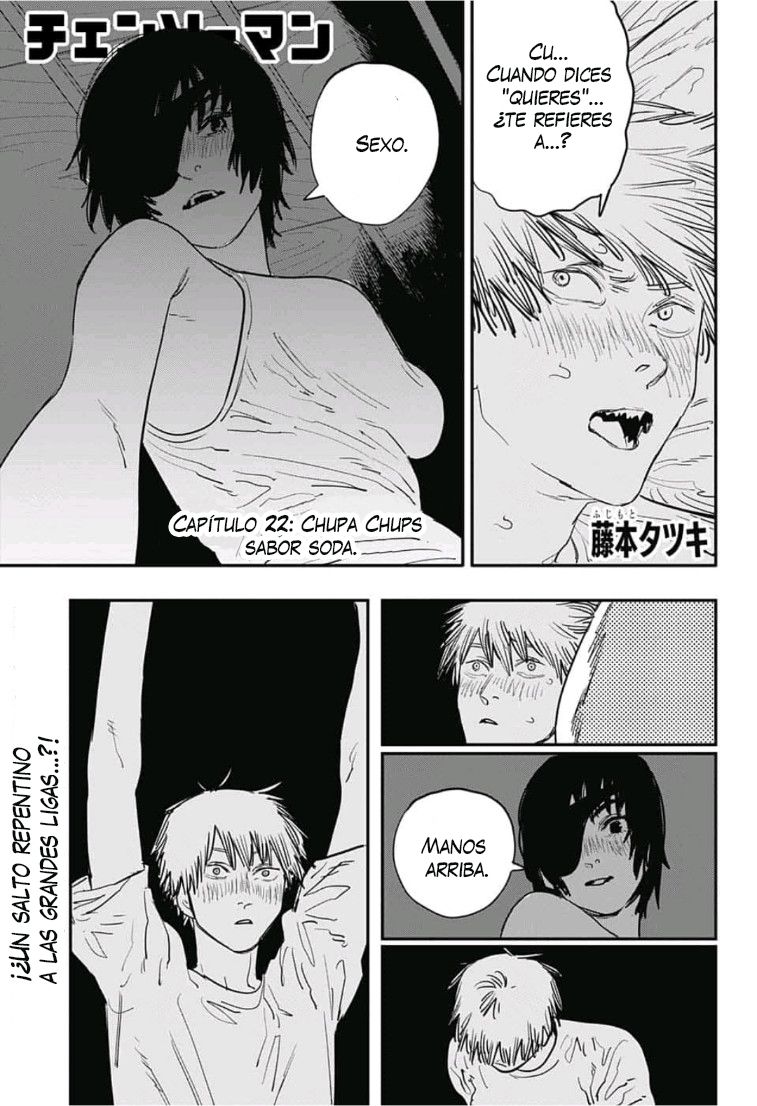 チェンソーマン
CU...
CUANDO DICES
"QUIERES"...
¿TE REFIERES
A...?
SEXO.
CAPÍTULO 22: CHUPA CHUPS
SABOR SODA.
ふじもと
藤本タツキ
MANOS
ARRIBA.
¡¿UN SALTO REPENTINO
A LAS GRANDES LIGAS...?!